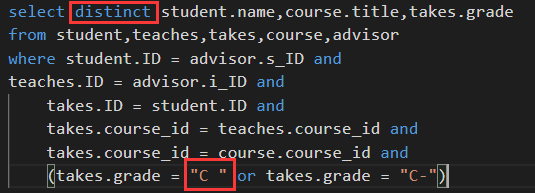 select distinct student.name,course.title,takes.grade
from student,teaches,takes,course,advisor
where student.ID = advisor.s_ID and
teaches.ID = advisor.i_ID and
takes.ID = student.ID and
takes.course_id = teaches.course_id and
takes.course_id = course.course_id and
(takes.grade = "C " or takes.grade = "C-")